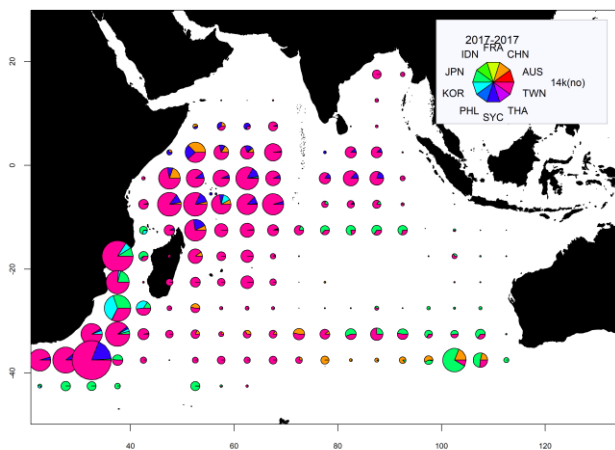 2017-2017
FRA
IDN CHN
JPN AUS
14k(no)
KOR TWN
PHL THA
SYC
20
0
-20
-40
40 60 80 100 120